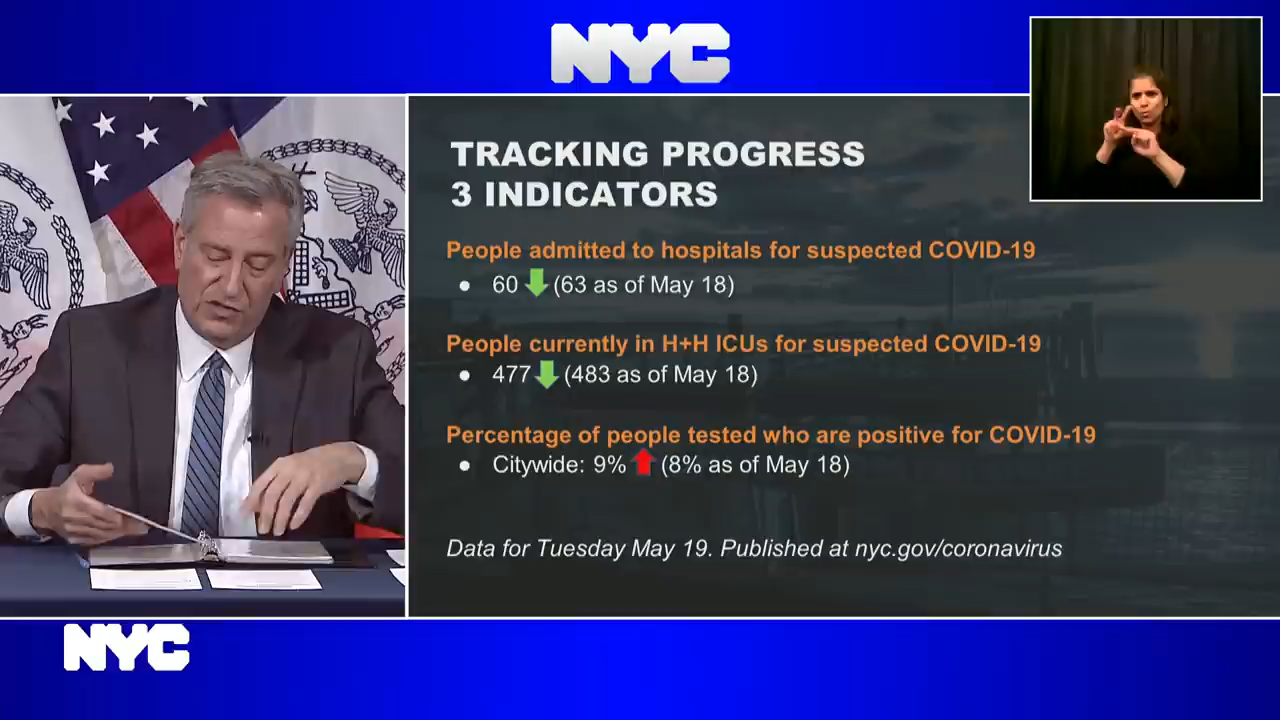 NYC
TRACKING PROGRESS
3 INDICATORS
People admitted to hospitals for suspected COVID-19
● 60 (63 as of May 18)
People currently in H+H ICUs for suspected COVID-19
● 477 (483 as of May 18)
Percentage of people tested who are positive for COVID-19
● Citywide: 9% (8% as of May 18)
Data for Tuesday May 19. Published at nyc.gov/coronavirus
NYC